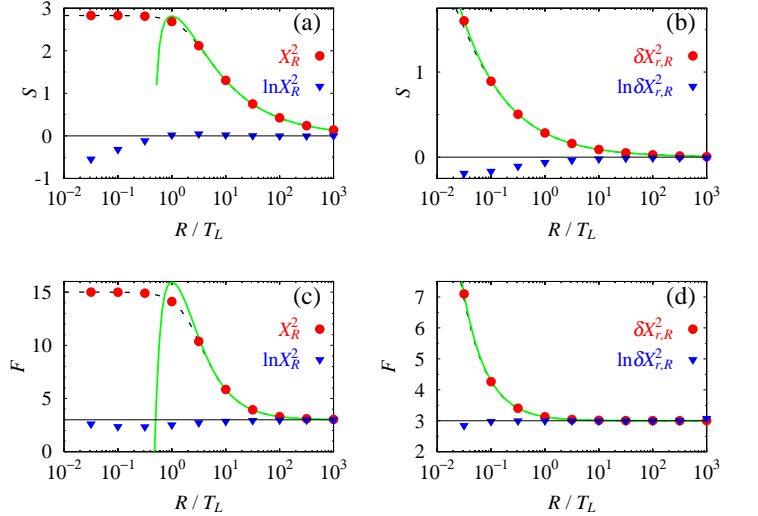 (a)
3
2
1
0
-1
S
X_R^2
lnX_R^2
10^−2 10^−1 10^0 10^1 10^2 10^3
R / T_L
(b)
1
0
S
δX_{r,R}^2
lnδX_{r,R}^2
10^−2 10^−1 10^0 10^1 10^2 10^3
R / T_L
(c)
15
10
5
0
F
X_R^2
lnX_R^2
10^−2 10^−1 10^0 10^1 10^2 10^3
R / T_L
(d)
7
6
5
4
3
2
F
δX_{r,R}^2
lnδX_{r,R}^2
10^−2 10^−1 10^0 10^1 10^2 10^3
R / T_L